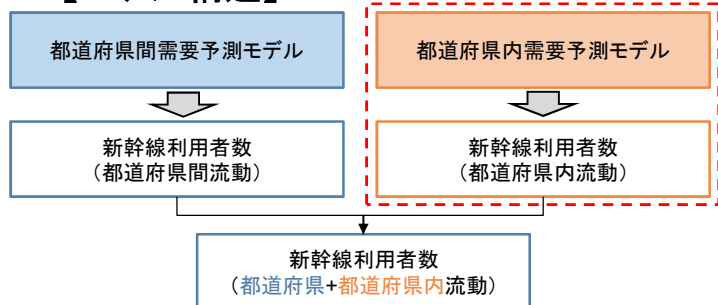 都道府県間需要予測モデル
都道府県内需要予測モデル
新幹線利用者数
（都道府県間流動）
新幹線利用者数
（都道府県内流動）
新幹線利用者数
（都道府県+都道府県内流動）